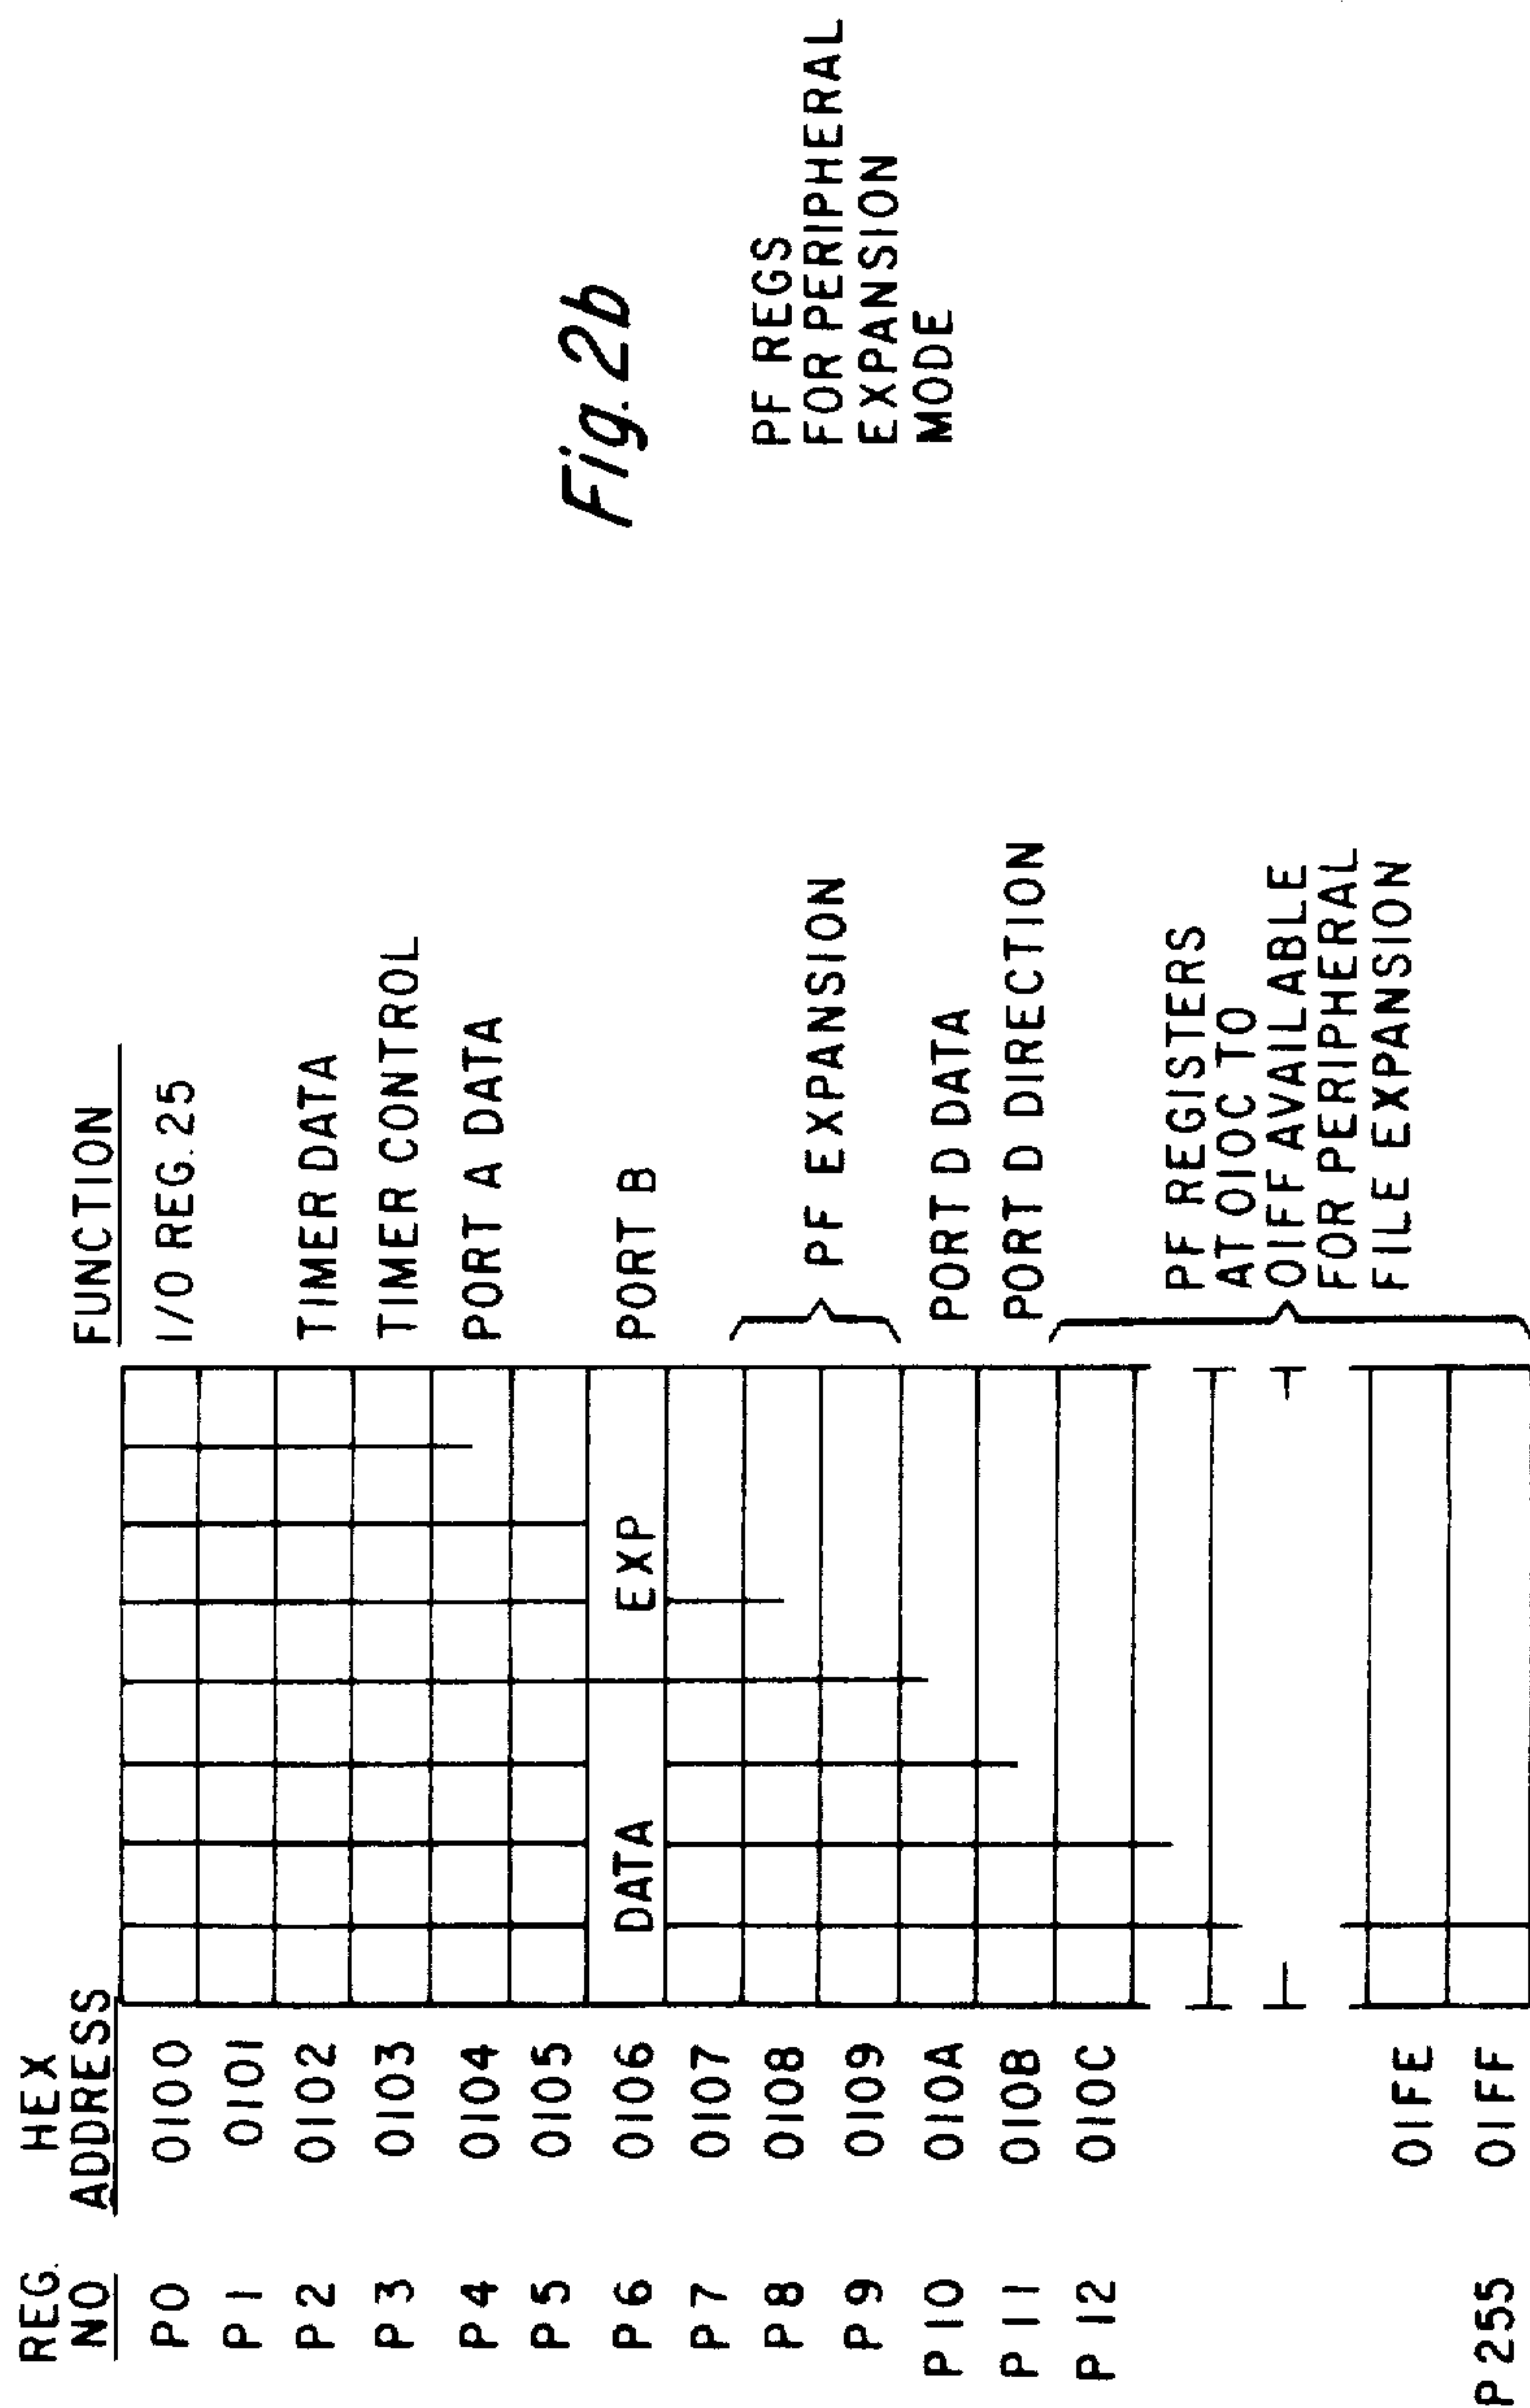 REG. HEX
NO ADDRESS FUNCTION
P0 0100 I/O REG. 25
P1 0101
P2 0102 TIMER DATA
P3 0103 TIMER CONTROL
P4 0104 PORT A DATA
P5 0105
P6 0106 DATA EXP PORT B
P7 0107
P8 0108 PF EXPANSION
P9 0109
P10 010A PORT D DATA
P11 010B PORT D DIRECTION
P12 010C
PF REGISTERS
AT 010C TO
01FF AVAILABLE
FOR PERIPHERAL
FILE EXPANSION
01FE
P255 01FF
Fig. 2b
PF REGS
FOR PERIPHERAL
EXPANSION
MODE